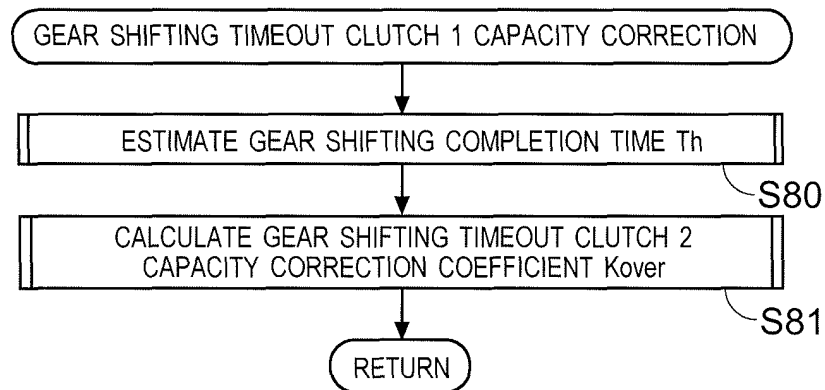 GEAR SHIFTING TIMEOUT CLUTCH 1 CAPACITY CORRECTION
ESTIMATE GEAR SHIFTING COMPLETION TIME Th
S80
CALCULATE GEAR SHIFTING TIMEOUT CLUTCH 2
CAPACITY CORRECTION COEFFICIENT Kover
S81
RETURN